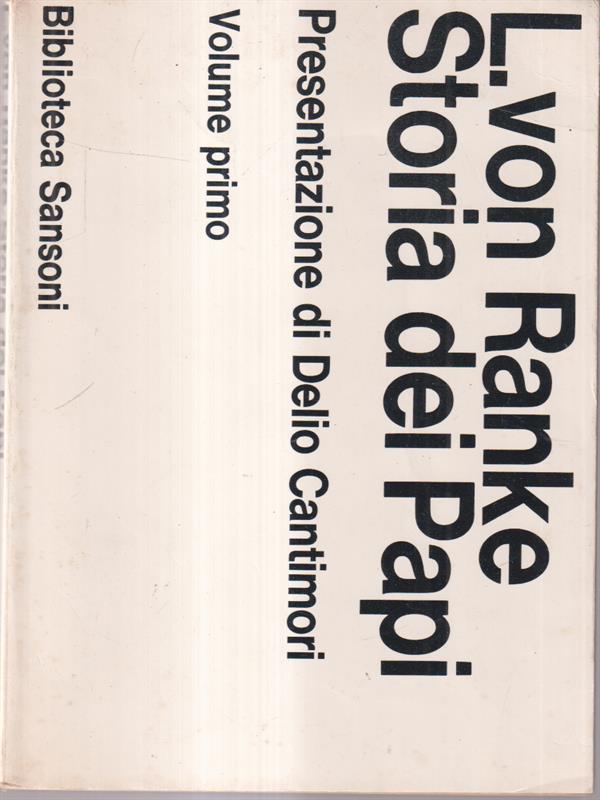 L. von Ranke
Storia dei Papi
Presentazione di Delio Cantimori
Volume primo
Biblioteca Sansoni